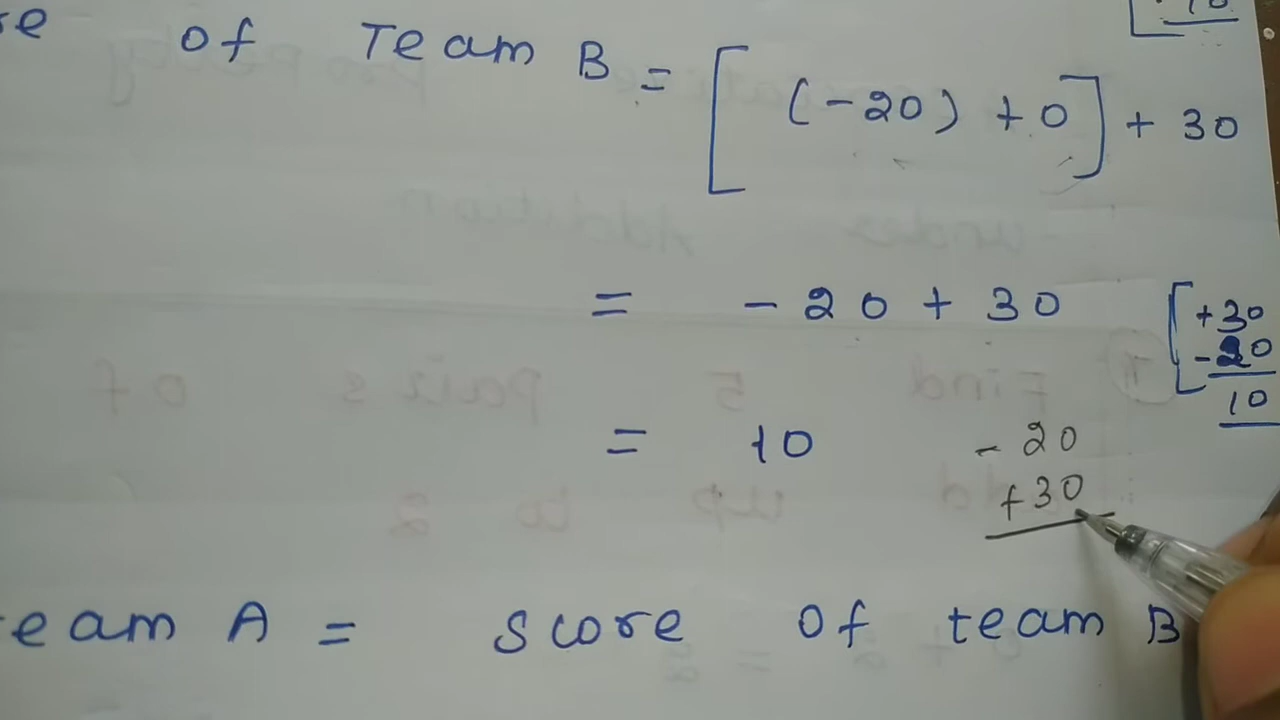 of Team B = [ (-20) + 0 ] + 30
= - 20 + 30
[ +30
-20
10
= 10
- 20
+ 30
eam A = score of team B